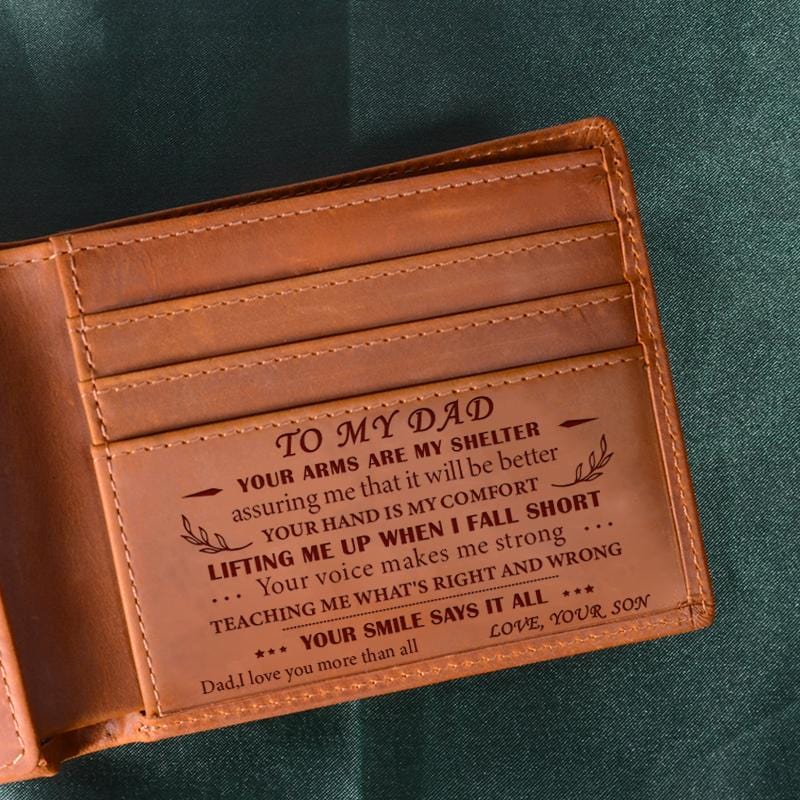 TO MY DAD
YOUR ARMS ARE MY SHELTER
assuring me that it will be better
YOUR HAND IS MY COMFORT
LIFTING ME UP WHEN I FALL SHORT
... Your voice makes me strong ...
TEACHING ME WHAT'S RIGHT AND WRONG
*** YOUR SMILE SAYS IT ALL ***
Dad,I love you more than all
LOVE, YOUR SON